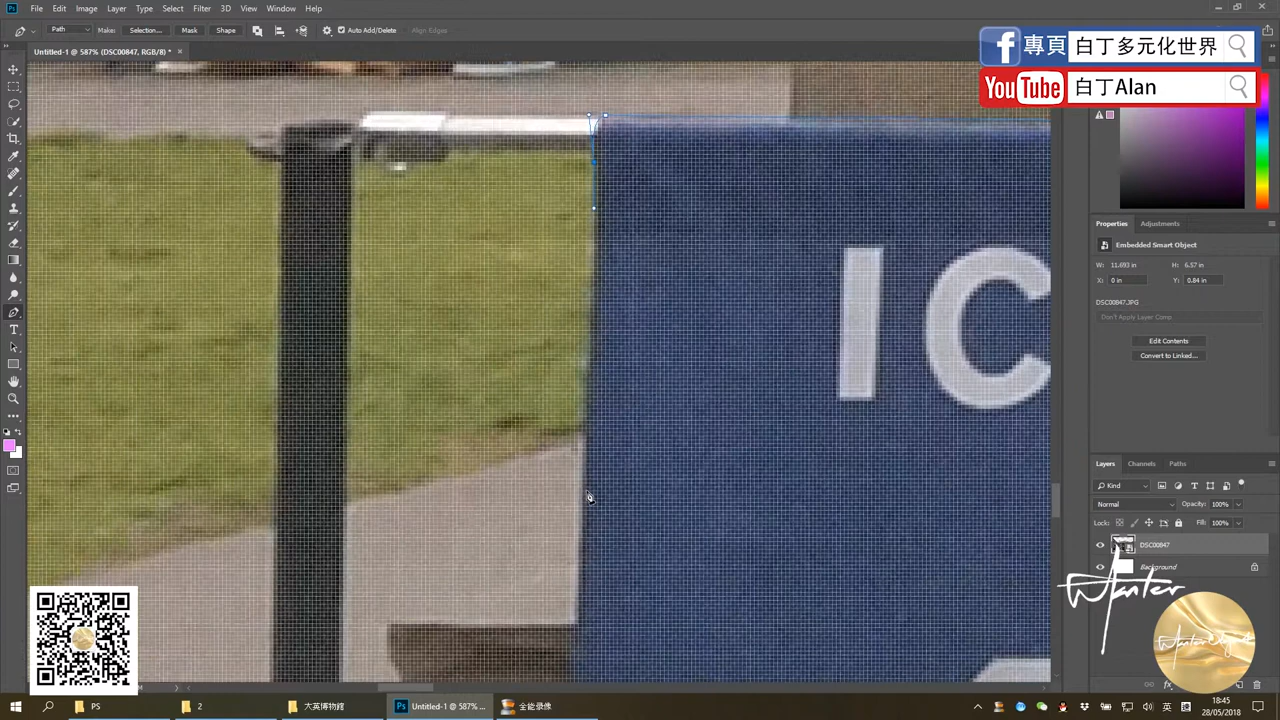 File Edit Image Layer Type Select Filter 3D View Window Help
Path Make: Selection... Mask Shape Auto Add/Delete Align Edges
Untitled-1 @ 587% (DSC00847, RGB/8) * ×
專頁 白丁多元化世界
YouTube 白丁Alan
Properties Adjustments
Embedded Smart Object
W: 11.693 in H: 6.57 in
X: 0 in Y: 0.84 in
DSC00847.JPG
Don't Apply Layer Comp
Edit Contents
Convert to Linked...
IC
Layers Channels Paths
Kind
Normal Opacity: 100%
Lock: Fill: 100%
DSC00847
Background
PS 2 大英博物館 Untitled-1 @ 587% ... 全能录像
英
18:45
28/05/2018